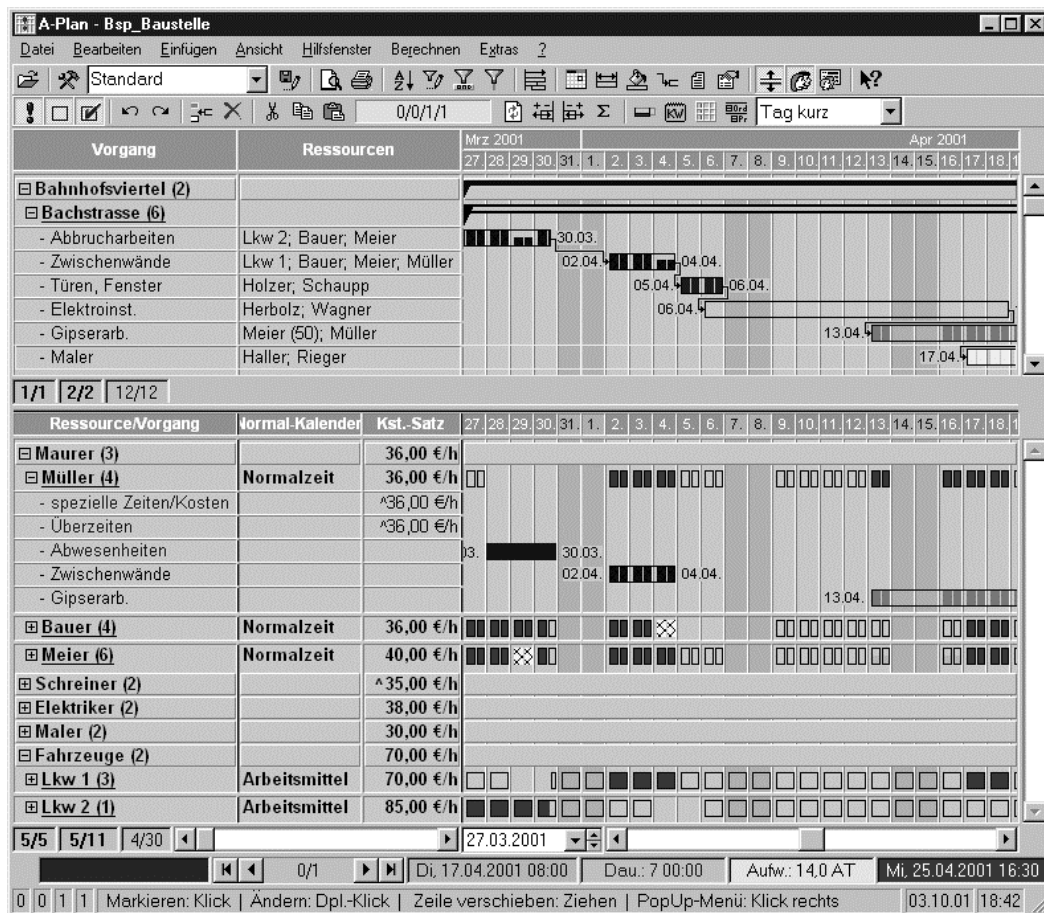 A-Plan - Bsp_Baustelle
Datei Bearbeiten Einfügen Ansicht Hilfsfenster Berechnen Extras ?
Standard
0/0/1/1 Σ KW Tag kurz
Vorgang Ressourcen Mrz 2001 Apr 2001
27. 28. 29. 30. 31. 1. 2. 3. 4. 5. 6. 7. 8. 9. 10. 11. 12. 13. 14. 15. 16. 17. 18. 1
Bahnhofsviertel (2)
Bachstrasse (6)
- Abbrucharbeiten Lkw 2; Bauer; Meier 30.03.
- Zwischenwände Lkw 1; Bauer; Meier; Müller 02.04. 04.04.
- Türen, Fenster Holzer; Schaupp 05.04. 06.04.
- Elektroinst. Herbolz; Wagner 06.04.
- Gipserarb. Meier (50); Müller 13.04.
- Maler Haller; Rieger 17.04.
1/1 2/2 12/12
Ressource/Vorgang Normal-Kalender Kst.-Satz 27. 28. 29. 30. 31. 1. 2. 3. 4. 5. 6. 7. 8. 9. 10. 11. 12. 13. 14. 15. 16. 17. 18. 1
Maurer (3) 36,00 €/h
Müller (4) Normalzeit 36,00 €/h
- spezielle Zeiten/Kosten ^36,00 €/h
- Überzeiten ^36,00 €/h
- Abwesenheiten 03. 30.03.
- Zwischenwände 02.04. 04.04.
- Gipserarb. 13.04.
Bauer (4) Normalzeit 36,00 €/h
Meier (6) Normalzeit 40,00 €/h
Schreiner (2) ^35,00 €/h
Elektriker (2) 38,00 €/h
Maler (2) 30,00 €/h
Fahrzeuge (2) 70,00 €/h
Lkw 1 (3) Arbeitsmittel 70,00 €/h
Lkw 2 (1) Arbeitsmittel 85,00 €/h
5/5 5/11 4/30 27.03.2001
0/1 Di, 17.04.2001 08:00 Dau.: 7 00:00 Aufw.: 14,0 AT Mi, 25.04.2001 16:30
0 0 1 1 Markieren: Klick | Ändern: Dpl.-Klick | Zeile verschieben: Ziehen | PopUp-Menü: Klick rechts 03.10.01 18:42